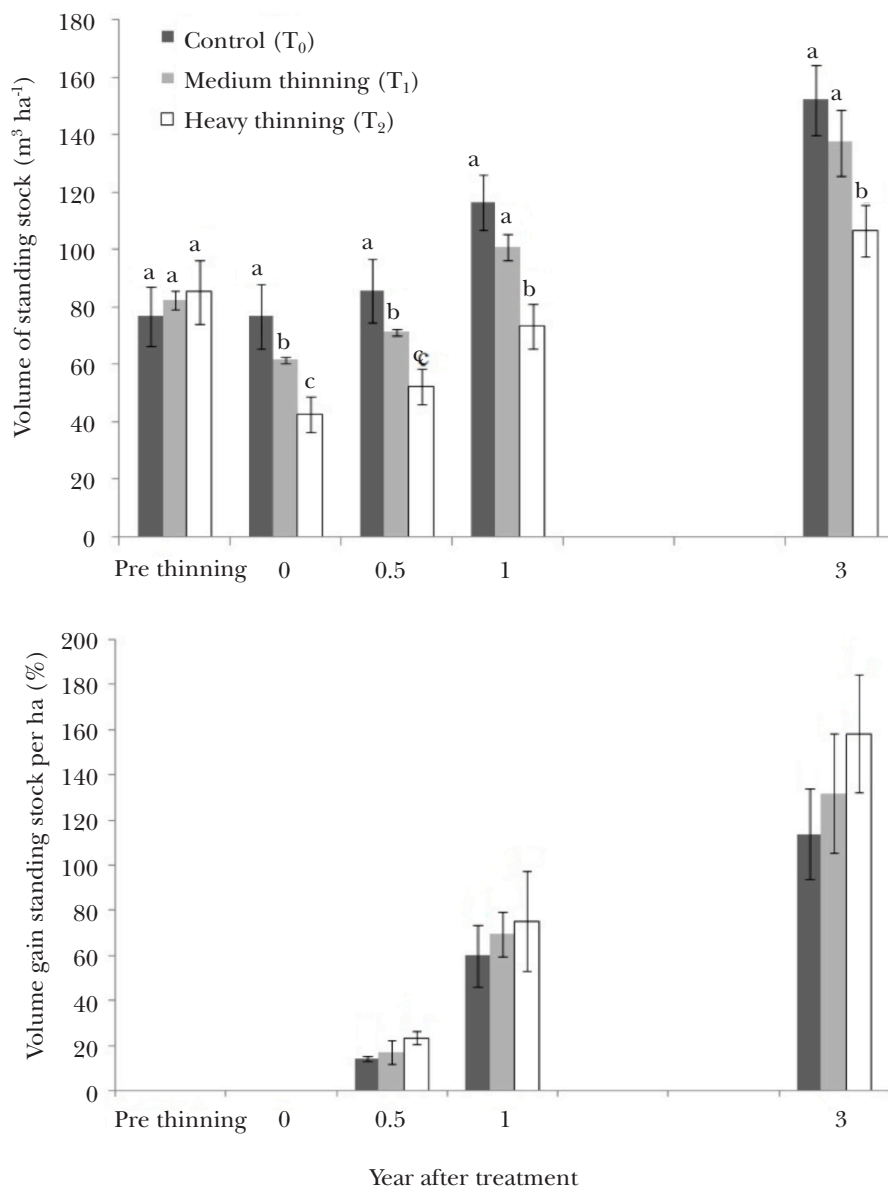 Volume of standing stock (m³ ha⁻¹)
180
160
140
120
100
80
60
40
20
0
Control (T₀)
Medium thinning (T₁)
Heavy thinning (T₂)
a a a
a b c
a b c c
a a b
a a b
Pre thinning 0 0.5 1 3
Volume gain standing stock per ha (%)
200
180
160
140
120
100
80
60
40
20
0
Pre thinning 0 0.5 1 3
Year after treatment